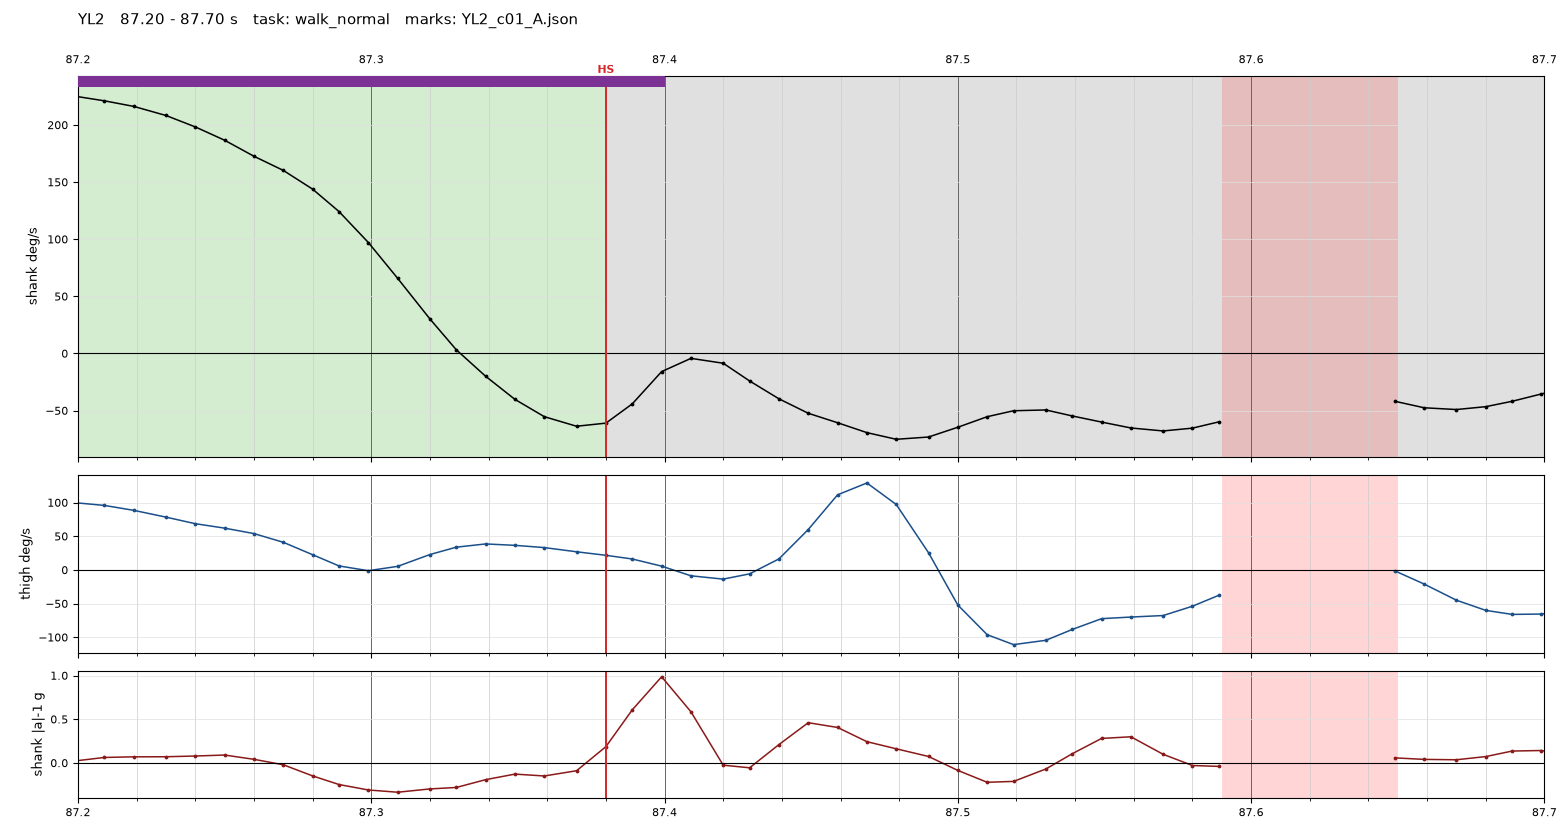 YL2   87.20 - 87.70 s   task: walk_normal   marks: YL2_c01_A.json
87.2 87.3 87.4 87.5 87.6 87.7
HS
shank deg/s
200
150
100
50
0
−50
thigh deg/s
100
50
0
−50
−100
shank |a|-1 g
1.0
0.5
0.0
87.2 87.3 87.4 87.5 87.6 87.7